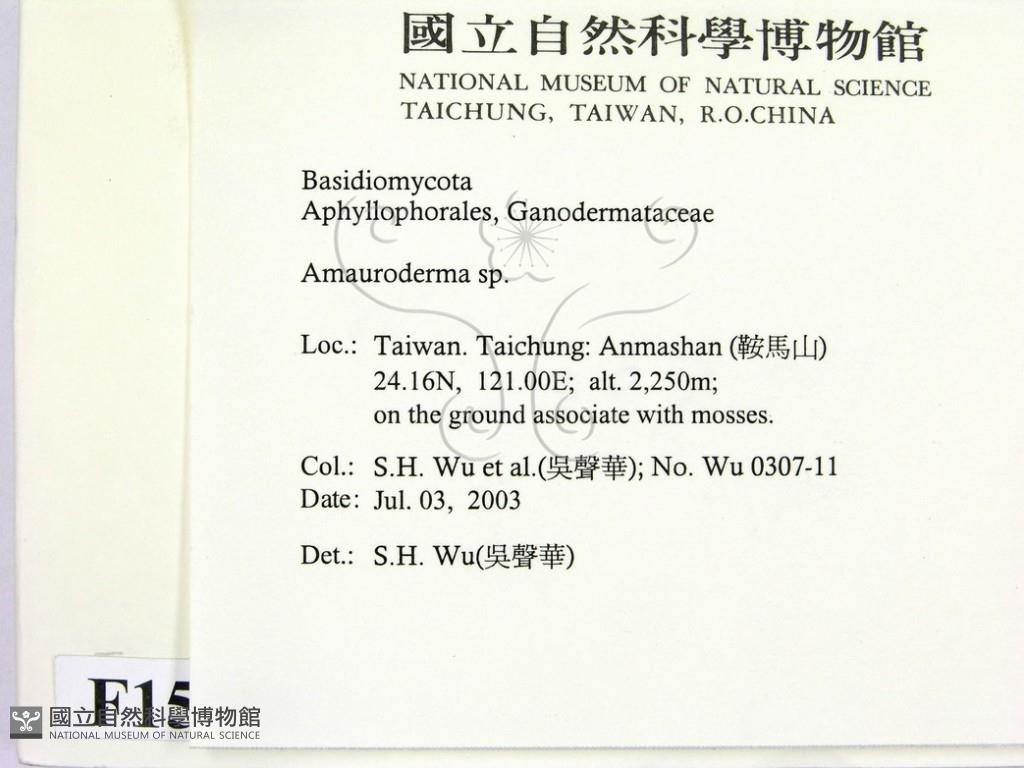 國立自然科學博物館
NATIONAL MUSEUM OF NATURAL SCIENCE
TAICHUNG, TAIWAN, R.O.CHINA
Basidiomycota
Aphyllophorales, Ganodermataceae
Amauroderma sp.
Loc.: Taiwan. Taichung: Anmashan (鞍馬山)
24.16N, 121.00E; alt. 2,250m;
on the ground associate with mosses.
Col.: S.H. Wu et al.(吳聲華); No. Wu 0307-11
Date: Jul. 03, 2003
Det.: S.H. Wu(吳聲華)
F15
國立自然科學博物館
NATIONAL MUSEUM OF NATURAL SCIENCE